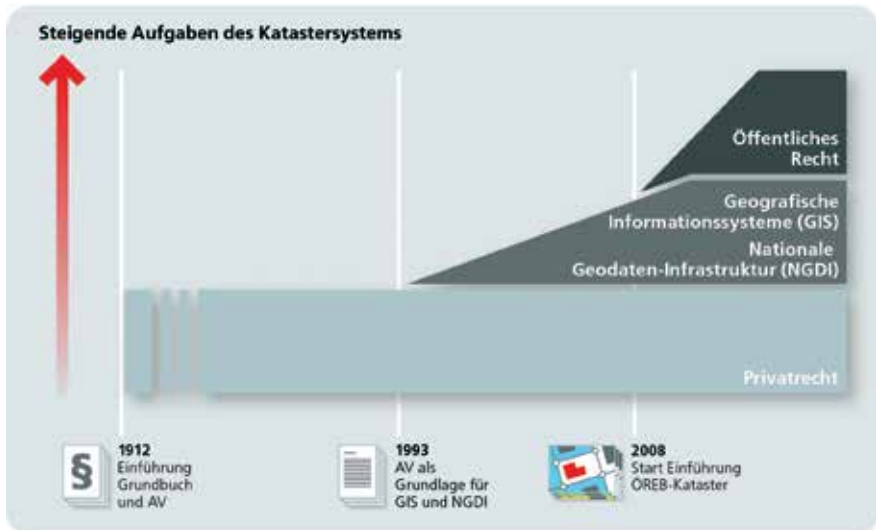 Steigende Aufgaben des Katastersystems
Öffentliches
Recht
Geografische
Informationssysteme (GIS)
Nationale
Geodaten-Infrastruktur (NGDI)
Privatrecht
§
1912
Einführung
Grundbuch
und AV
1993
AV als
Grundlage für
GIS und NGDI
2008
Start Einführung
ÖREB-Kataster